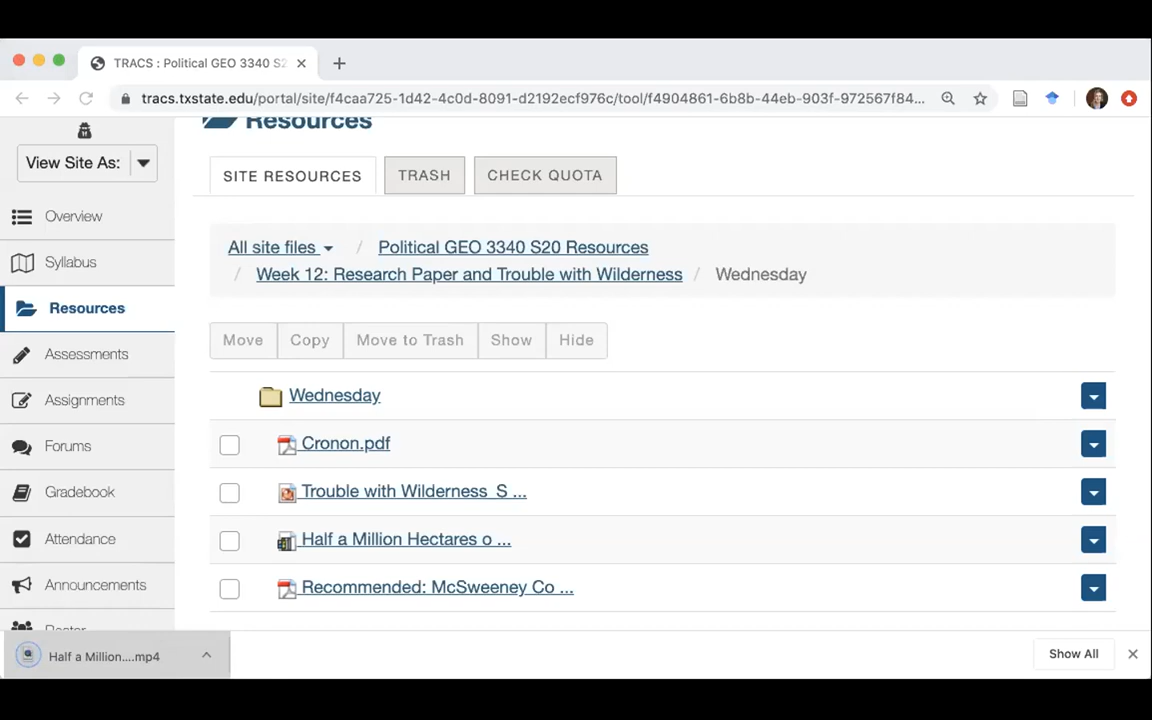 TRACS : Political GEO 3340 S2
tracs.txstate.edu/portal/site/f4caa725-1d42-4c0d-8091-d2192ecf976c/tool/f4904861-6b8b-44eb-903f-972567f84...
Resources
View Site As:
SITE RESOURCES
TRASH
CHECK QUOTA
Overview
Syllabus
Resources
Assessments
Assignments
Forums
Gradebook
Attendance
Announcements
All site files / Political GEO 3340 S20 Resources
/ Week 12: Research Paper and Trouble with Wilderness / Wednesday
Move Copy Move to Trash Show Hide
Wednesday
Cronon.pdf
Trouble with Wilderness_S ...
Half a Million Hectares o ...
Recommended: McSweeney Co ...
Half a Million....mp4
Show All